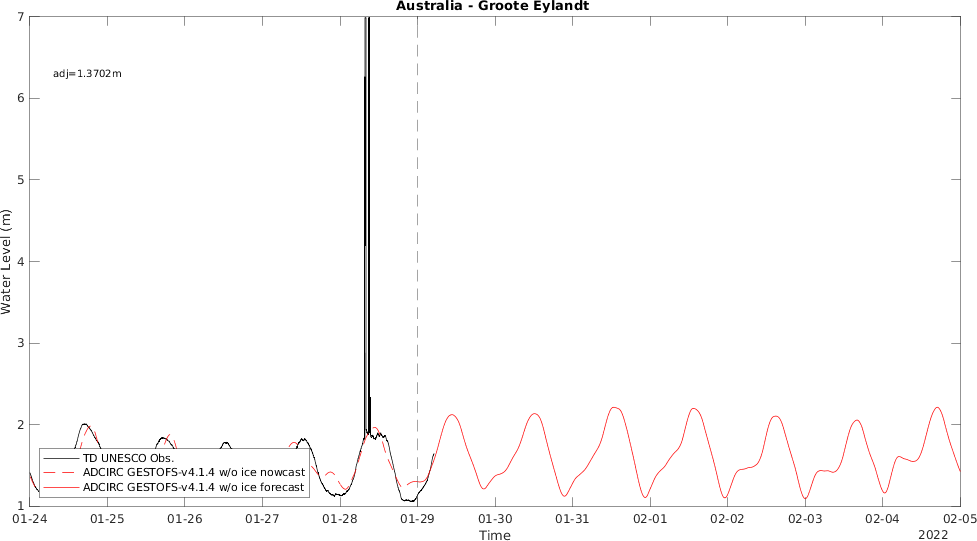 Australia - Groote Eylandt
7
adj=1.3702m
6
5
4
3
2
1
Water Level (m)
TD UNESCO Obs.
ADCIRC GESTOFS-v4.1.4 w/o ice nowcast
ADCIRC GESTOFS-v4.1.4 w/o ice forecast
01-24 01-25 01-26 01-27 01-28 01-29 01-30 01-31 02-01 02-02 02-03 02-04 02-05
Time
2022